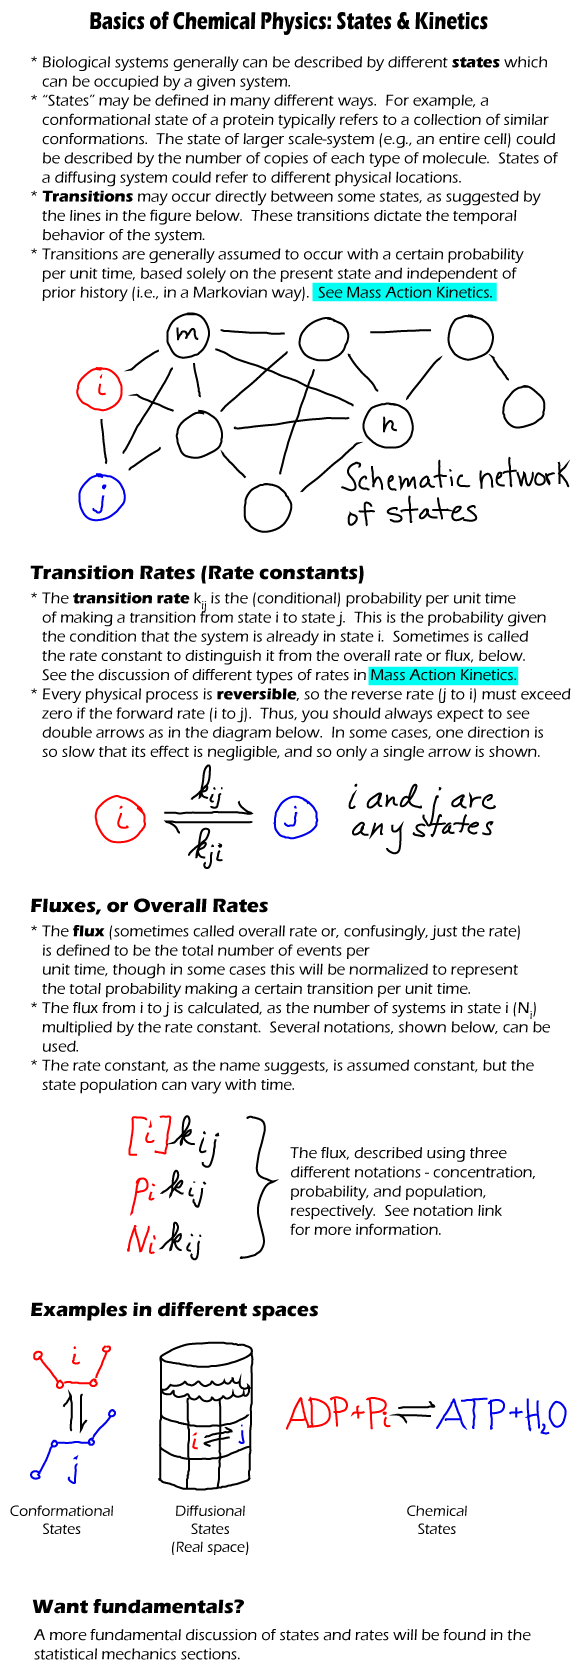 Basics of Chemical Physics: States & Kinetics
* Biological systems generally can be described by different states which
can be occupied by a given system.
* “States” may be defined in many different ways. For example, a
conformational state of a protein typically refers to a collection of similar
conformations. The state of larger scale-system (e.g., an entire cell) could
be described by the number of copies of each type of molecule. States of
a diffusing system could refer to different physical locations.
* Transitions may occur directly between some states, as suggested by
the lines in the figure below. These transitions dictate the temporal
behavior of the system.
* Transitions are generally assumed to occur with a certain probability
per unit time, based solely on the present state and independent of
prior history (i.e., in a Markovian way). See Mass Action Kinetics.
m
i
n
j
Schematic network
of states
Transition Rates (Rate constants)
* The transition rate kij is the (conditional) probability per unit time
of making a transition from state i to state j. This is the probability given
the condition that the system is already in state i. Sometimes is called
the rate constant to distinguish it from the overall rate or flux, below.
See the discussion of different types of rates in Mass Action Kinetics.
* Every physical process is reversible, so the reverse rate (j to i) must exceed
zero if the forward rate (i to j). Thus, you should always expect to see
double arrows as in the diagram below. In some cases, one direction is
so slow that its effect is negligible, and so only a single arrow is shown.
kij
i
j
kji
i and j are
any states
Fluxes, or Overall Rates
* The flux (sometimes called overall rate or, confusingly, just the rate)
is defined to be the total number of events per
unit time, though in some cases this will be normalized to represent
the total probability making a certain transition per unit time.
* The flux from i to j is calculated, as the number of systems in state i (Ni)
multiplied by the rate constant. Several notations, shown below, can be
used.
* The rate constant, as the name suggests, is assumed constant, but the
state population can vary with time.
[i]kij
Pi kij
Ni kij
The flux, described using three
different notations - concentration,
probability, and population,
respectively. See notation link
for more information.
Examples in different spaces
i
j
i ⇌ j
ADP+Pi ⇌ ATP+H₂O
Conformational
States
Diffusional
States
(Real space)
Chemical
States
Want fundamentals?
A more fundamental discussion of states and rates will be found in the
statistical mechanics sections.